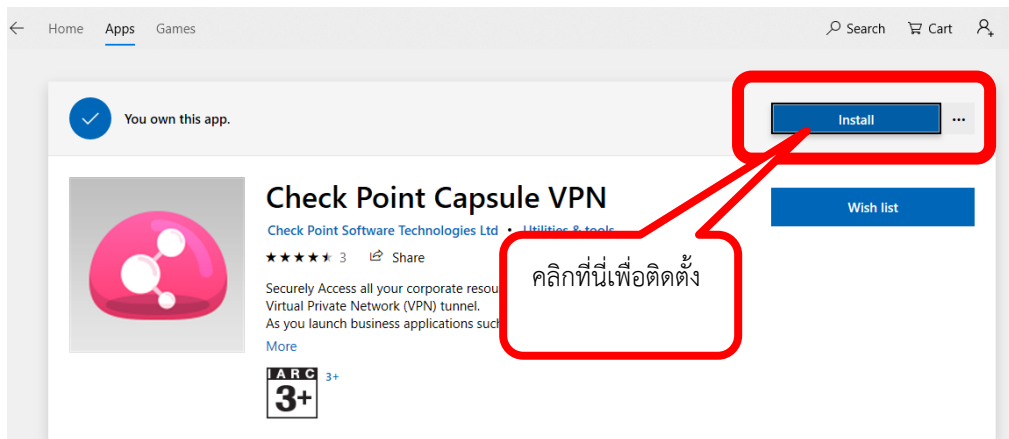 Home Apps Games Search Cart
You own this app.
Install ...
Check Point Capsule VPN
Wish list
Check Point Software Technologies Ltd • Utilities & tools
3 Share
คลิกที่นี่เพื่อติดตั้ง
Securely Access all your corporate
Virtual Private Network (VPN) tunnel.
As you launch business applications
More
IARC 3+
3+